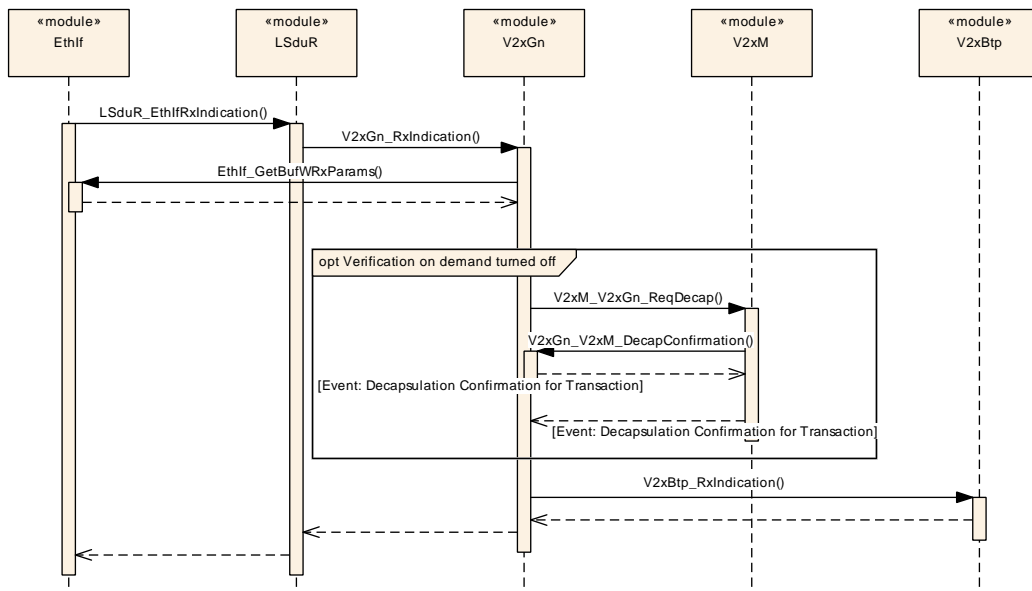 «module»
EthIf
«module»
LSduR
«module»
V2xGn
«module»
V2xM
«module»
V2xBtp
LSduR_EthIfRxIndication()
V2xGn_RxIndication()
EthIf_GetBufWRxParams()
opt Verification on demand turned off
V2xM_V2xGn_ReqDecap()
V2xGn_V2xM_DecapConfirmation()
[Event: Decapsulation Confirmation for Transaction]
[Event: Decapsulation Confirmation for Transaction]
V2xBtp_RxIndication()